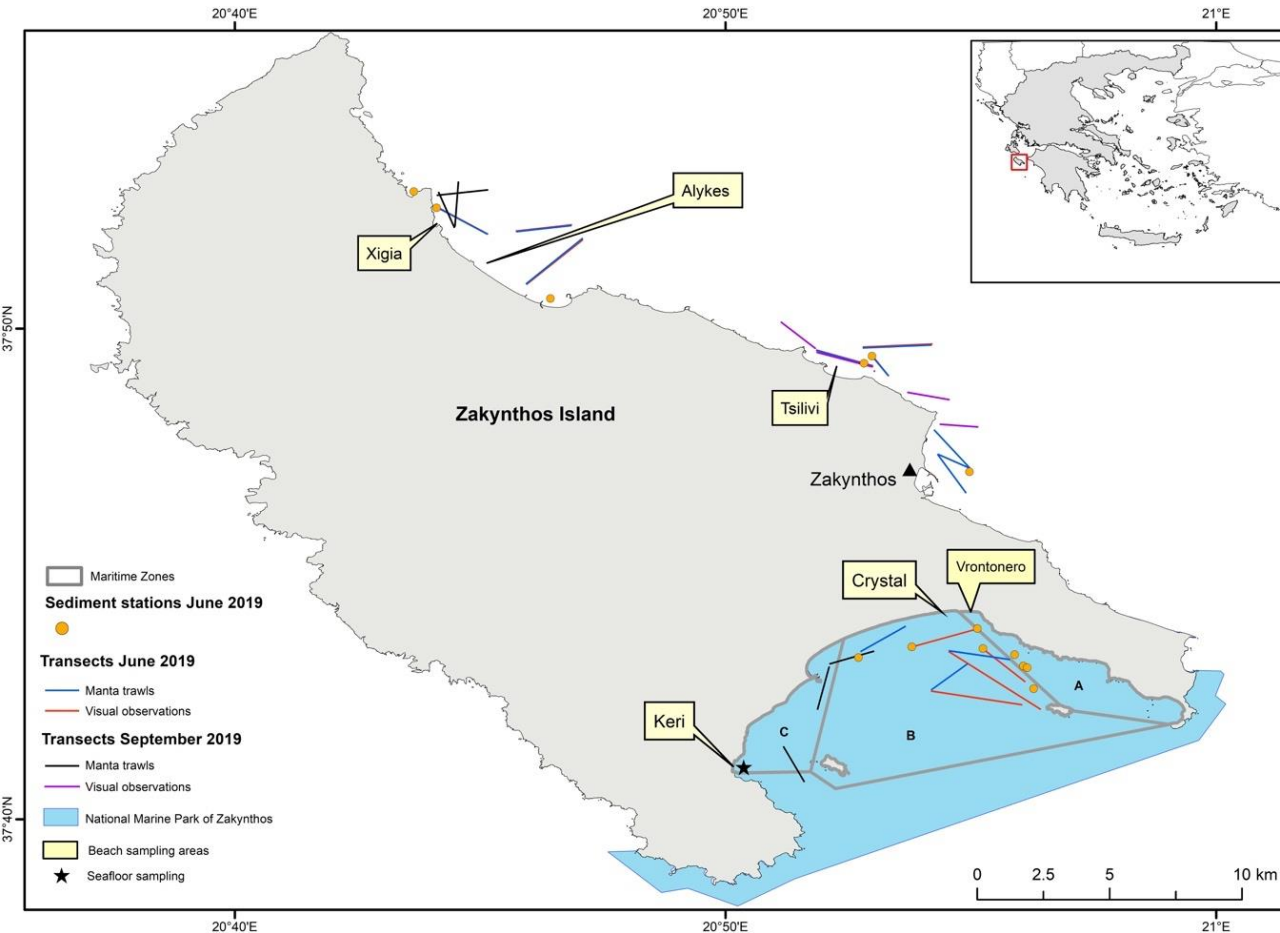 20°40'E
20°50'E
21°E
Alykes
Xigia
37°50'N
Tsilivi
Zakynthos Island
Zakynthos
Vrontonero
Crystal
Maritime Zones
Sediment stations June 2019
Transects June 2019
Manta trawls
Visual observations
Transects September 2019
Manta trawls
Visual observations
National Marine Park of Zakynthos
Beach sampling areas
Seafloor sampling
Keri
A
B
C
37°40'N
0 2.5 5 10 km
20°40'E
20°50'E
21°E